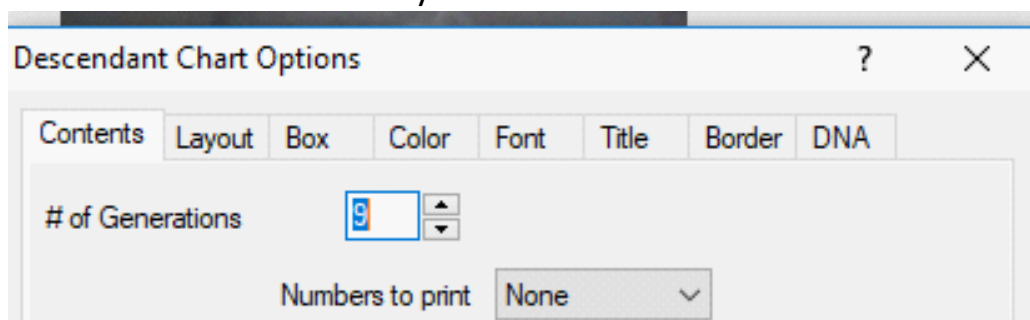 Descendant Chart Options ?
Contents Layout Box Color Font Title Border DNA
# of Generations 9
Numbers to print None